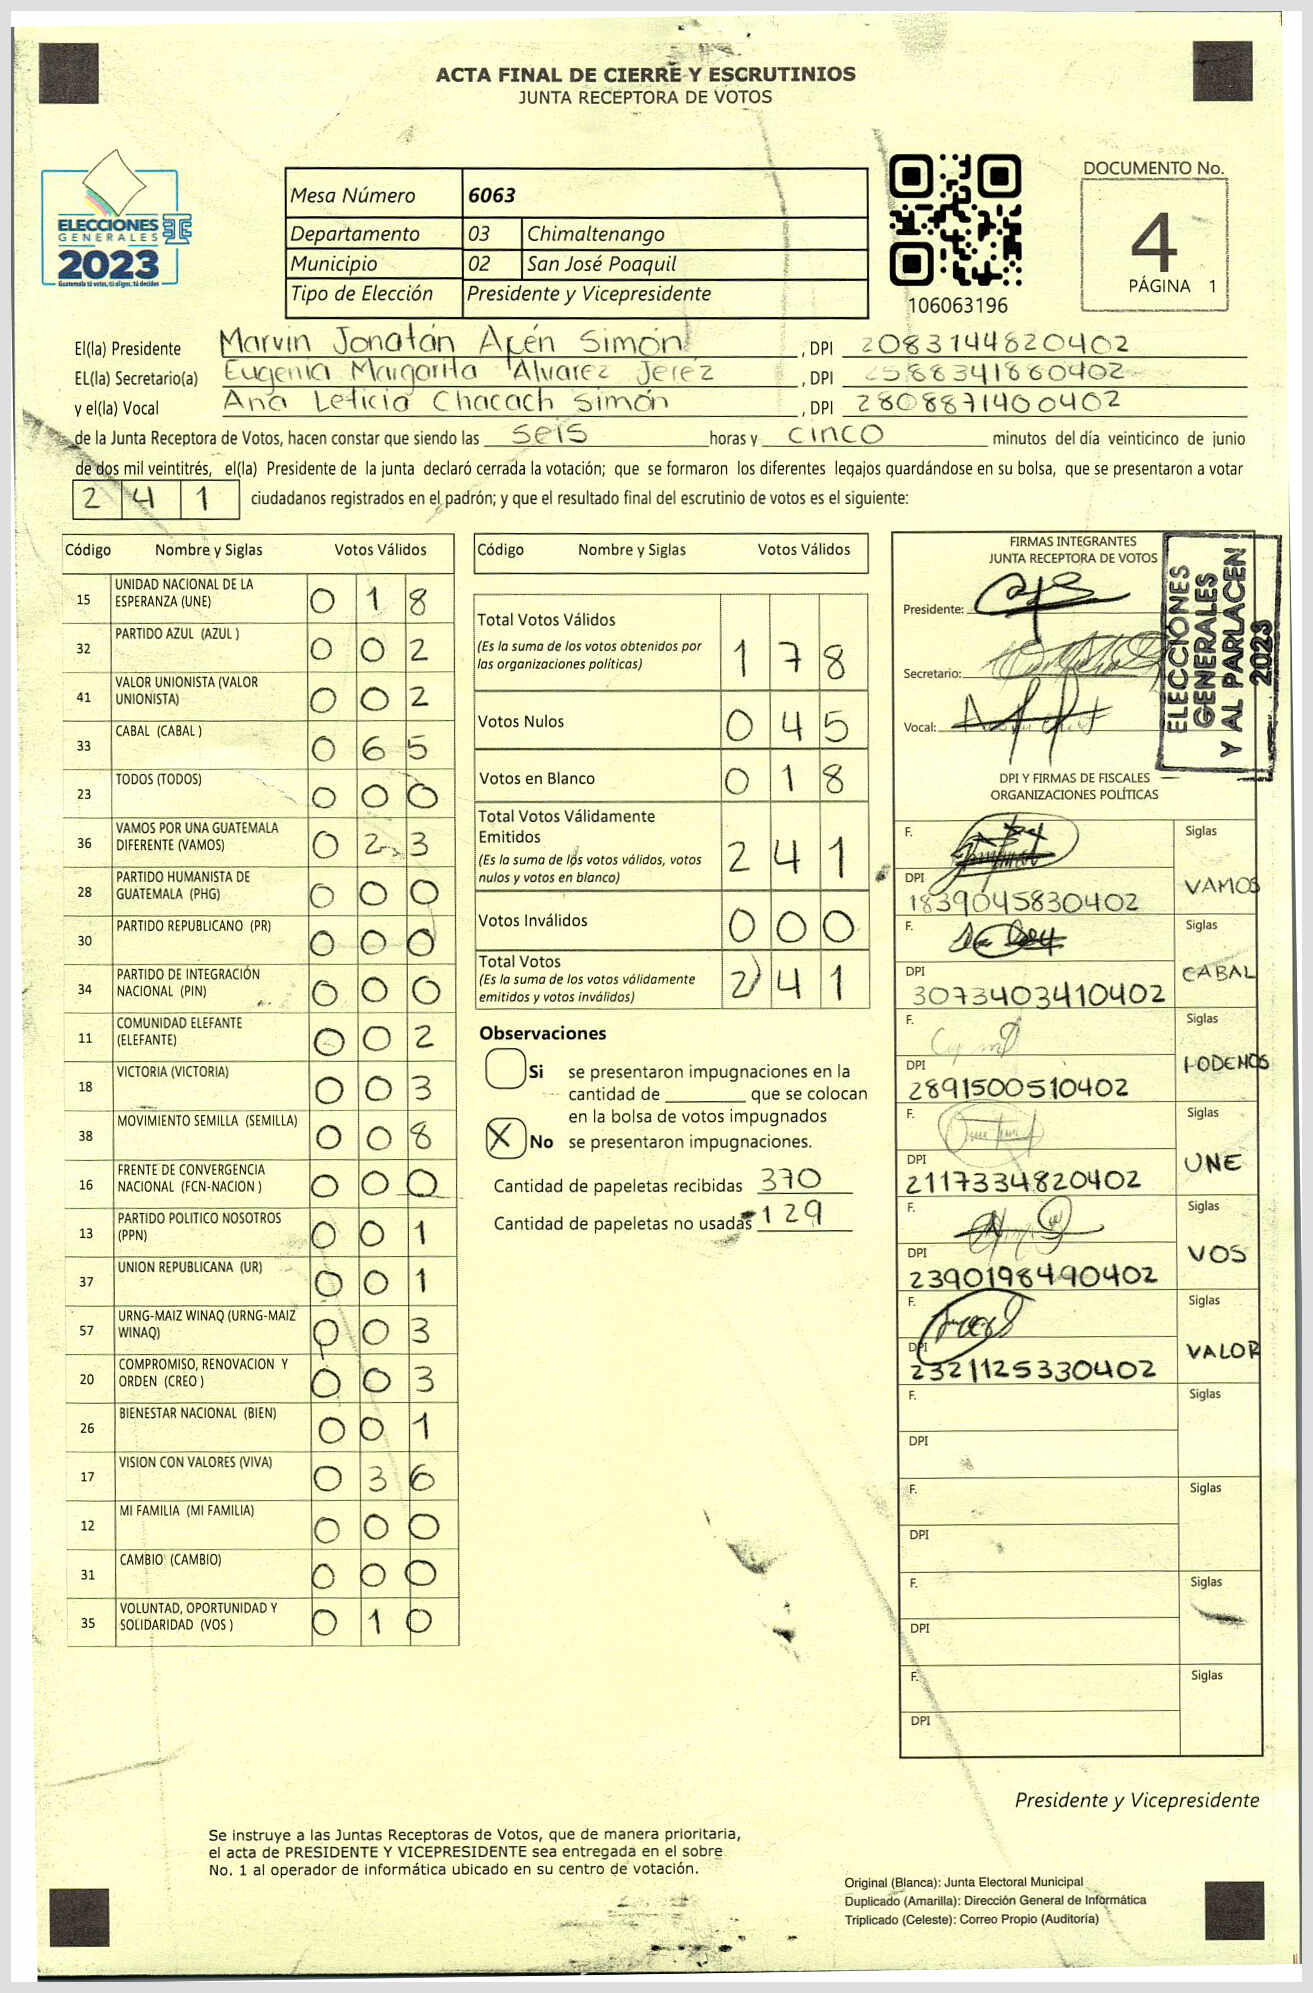 ACTA FINAL DE CIERRE Y ESCRUTINIOS
JUNTA RECEPTORA DE VOTOS
ELECCIONES
GENERALES
2023
Guatemala tú votas, tú eliges, tú decides
Mesa Número 6063
Departamento 03 Chimaltenango
Municipio 02 San José Poaquil
Tipo de Elección Presidente y Vicepresidente
106063196
DOCUMENTO No.
4
PÁGINA 1
El(la) Presidente Marvin Jonatán Apén Simón, DPI 2083144820402
EL(la) Secretario(a) Eugenia Margarita Alvarez Jerez, DPI 2588341860402
y el(la) Vocal Ana Leticia Chacach Simón, DPI 2808871400402
de la Junta Receptora de Votos, hacen constar que siendo las seis horas y cinco minutos del día veinticinco de junio
de dos mil veintitrés, el(la) Presidente de la junta declaró cerrada la votación; que se formaron los diferentes legajos guardándose en su bolsa, que se presentaron a votar
2 4 1 ciudadanos registrados en el padrón; y que el resultado final del escrutinio de votos es el siguiente:
Código Nombre y Siglas Votos Válidos
15 UNIDAD NACIONAL DE LA ESPERANZA (UNE) 0 1 8
32 PARTIDO AZUL (AZUL ) 0 0 2
41 VALOR UNIONISTA (VALOR UNIONISTA) 0 0 2
33 CABAL (CABAL ) 0 6 5
23 TODOS (TODOS) 0 0 0
36 VAMOS POR UNA GUATEMALA DIFERENTE (VAMOS) 0 2 3
28 PARTIDO HUMANISTA DE GUATEMALA (PHG) 0 0 0
30 PARTIDO REPUBLICANO (PR) 0 0 0
34 PARTIDO DE INTEGRACIÓN NACIONAL (PIN) 0 0 0
11 COMUNIDAD ELEFANTE (ELEFANTE) 0 0 2
18 VICTORIA (VICTORIA) 0 0 3
38 MOVIMIENTO SEMILLA (SEMILLA) 0 0 8
16 FRENTE DE CONVERGENCIA NACIONAL (FCN-NACION ) 0 0 0
13 PARTIDO POLITICO NOSOTROS (PPN) 0 0 1
37 UNION REPUBLICANA (UR) 0 0 1
57 URNG-MAIZ WINAQ (URNG-MAIZ WINAQ) 0 0 3
20 COMPROMISO, RENOVACION Y ORDEN (CREO ) 0 0 3
26 BIENESTAR NACIONAL (BIEN) 0 0 1
17 VISION CON VALORES (VIVA) 0 3 6
12 MI FAMILIA (MI FAMILIA) 0 0 0
31 CAMBIO (CAMBIO) 0 0 0
35 VOLUNTAD, OPORTUNIDAD Y SOLIDARIDAD (VOS ) 0 1 0
Código Nombre y Siglas Votos Válidos
Total Votos Válidos
(Es la suma de los votos obtenidos por las organizaciones políticas) 1 7 8
Votos Nulos 0 4 5
Votos en Blanco 0 1 8
Total Votos Válidamente Emitidos
(Es la suma de los votos válidos, votos nulos y votos en blanco) 2 4 1
Votos Inválidos 0 0 0
Total Votos
(Es la suma de los votos válidamente emitidos y votos inválidos) 2 4 1
Observaciones
Si se presentaron impugnaciones en la
cantidad de ________ que se colocan
en la bolsa de votos impugnados
X No se presentaron impugnaciones.
Cantidad de papeletas recibidas 370
Cantidad de papeletas no usadas 129
FIRMAS INTEGRANTES
JUNTA RECEPTORA DE VOTOS
Presidente:
Secretario:
Vocal:
ELECCIONES
GENERALES
Y AL PARLACEN
2023
DPI Y FIRMAS DE FISCALES
ORGANIZACIONES POLÍTICAS
F. Siglas
DPI 1839045830402 VAMOS
F. Siglas
DPI 3073403410402 CABAL
F. Siglas
DPI 2891500510402 PODEMOS
F. Siglas
DPI 2117334820402 UNE
F. Siglas
DPI 2390198490402 VOS
F. Siglas
DPI 2321125330402 VALOR
F. Siglas
DPI
F. Siglas
DPI
F. Siglas
DPI
F. Siglas
DPI
Presidente y Vicepresidente
Se instruye a las Juntas Receptoras de Votos, que de manera prioritaria,
el acta de PRESIDENTE Y VICEPRESIDENTE sea entregada en el sobre
No. 1 al operador de informática ubicado en su centro de votación.
Original (Blanca): Junta Electoral Municipal
Duplicado (Amarilla): Dirección General de Informática
Triplicado (Celeste): Correo Propio (Auditoría)